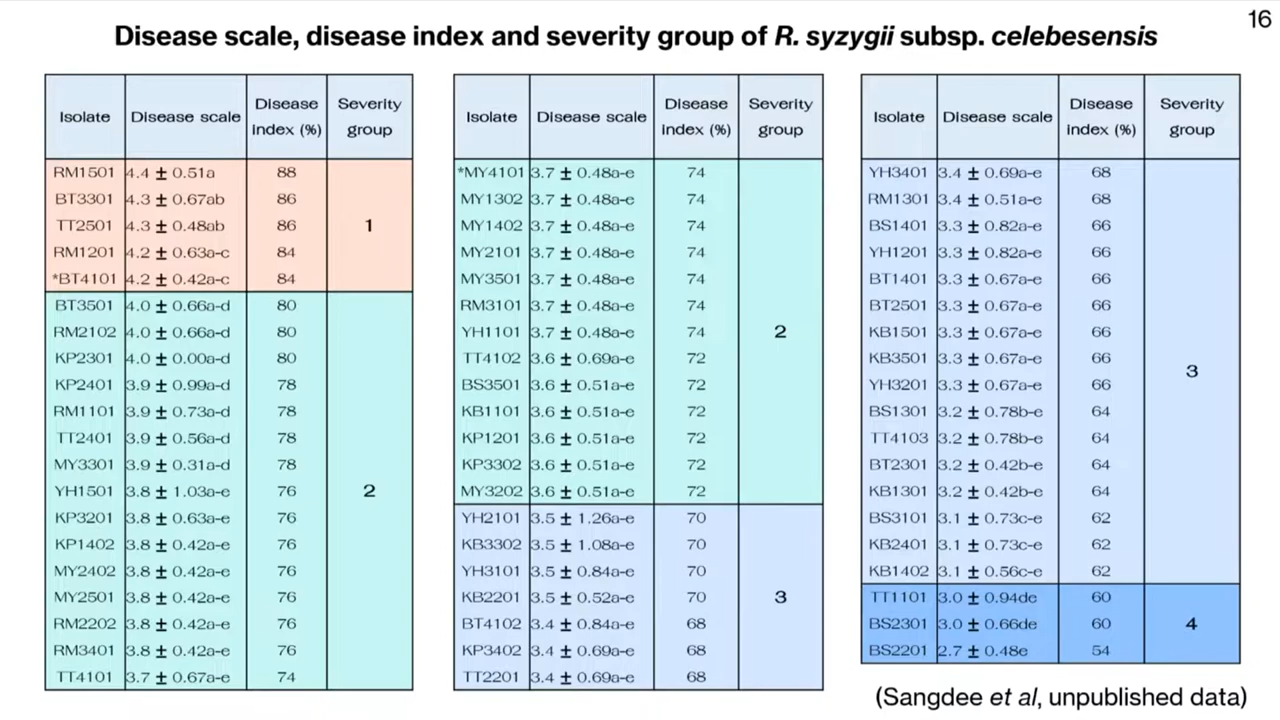 16
Disease scale, disease index and severity group of R. syzygii subsp. celebesensis
Isolate Disease scale Disease index (%) Severity group
RM1501 4.4 ± 0.51a 88
BT3301 4.3 ± 0.67ab 86
TT2501 4.3 ± 0.48ab 86 1
RM1201 4.2 ± 0.63a-c 84
*BT4101 4.2 ± 0.42a-c 84
BT3501 4.0 ± 0.66a-d 80
RM2102 4.0 ± 0.66a-d 80
KP2301 4.0 ± 0.00a-d 80
KP2401 3.9 ± 0.99a-d 78
RM1101 3.9 ± 0.73a-d 78
TT2401 3.9 ± 0.56a-d 78
MY3301 3.9 ± 0.31a-d 78
YH1501 3.8 ± 1.03a-e 76 2
KP3201 3.8 ± 0.63a-e 76
KP1402 3.8 ± 0.42a-e 76
MY2402 3.8 ± 0.42a-e 76
MY2501 3.8 ± 0.42a-e 76
RM2202 3.8 ± 0.42a-e 76
RM3401 3.8 ± 0.42a-e 76
TT4101 3.7 ± 0.67a-e 74
Isolate Disease scale Disease index (%) Severity group
*MY4101 3.7 ± 0.48a-e 74
MY1302 3.7 ± 0.48a-e 74
MY1402 3.7 ± 0.48a-e 74
MY2101 3.7 ± 0.48a-e 74
MY3501 3.7 ± 0.48a-e 74
RM3101 3.7 ± 0.48a-e 74
YH1101 3.7 ± 0.48a-e 74 2
TT4102 3.6 ± 0.69a-e 72
BS3501 3.6 ± 0.51a-e 72
KB1101 3.6 ± 0.51a-e 72
KP1201 3.6 ± 0.51a-e 72
KP3302 3.6 ± 0.51a-e 72
MY3202 3.6 ± 0.51a-e 72
YH2101 3.5 ± 1.26a-e 70
KB3302 3.5 ± 1.08a-e 70
YH3101 3.5 ± 0.84a-e 70
KB2201 3.5 ± 0.52a-e 70 3
BT4102 3.4 ± 0.84a-e 68
KP3402 3.4 ± 0.69a-e 68
TT2201 3.4 ± 0.69a-e 68
Isolate Disease scale Disease index (%) Severity group
YH3401 3.4 ± 0.69a-e 68
RM1301 3.4 ± 0.51a-e 68
BS1401 3.3 ± 0.82a-e 66
YH1201 3.3 ± 0.82a-e 66
BT1401 3.3 ± 0.67a-e 66
BT2501 3.3 ± 0.67a-e 66
KB1501 3.3 ± 0.67a-e 66
KB3501 3.3 ± 0.67a-e 66 3
YH3201 3.3 ± 0.67a-e 66
BS1301 3.2 ± 0.78b-e 64
TT4103 3.2 ± 0.78b-e 64
BT2301 3.2 ± 0.42b-e 64
KB1301 3.2 ± 0.42b-e 64
BS3101 3.1 ± 0.73c-e 62
KB2401 3.1 ± 0.73c-e 62
KB1402 3.1 ± 0.56c-e 62
TT1101 3.0 ± 0.94de 60
BS2301 3.0 ± 0.66de 60 4
BS2201 2.7 ± 0.48e 54
(Sangdee et al, unpublished data)